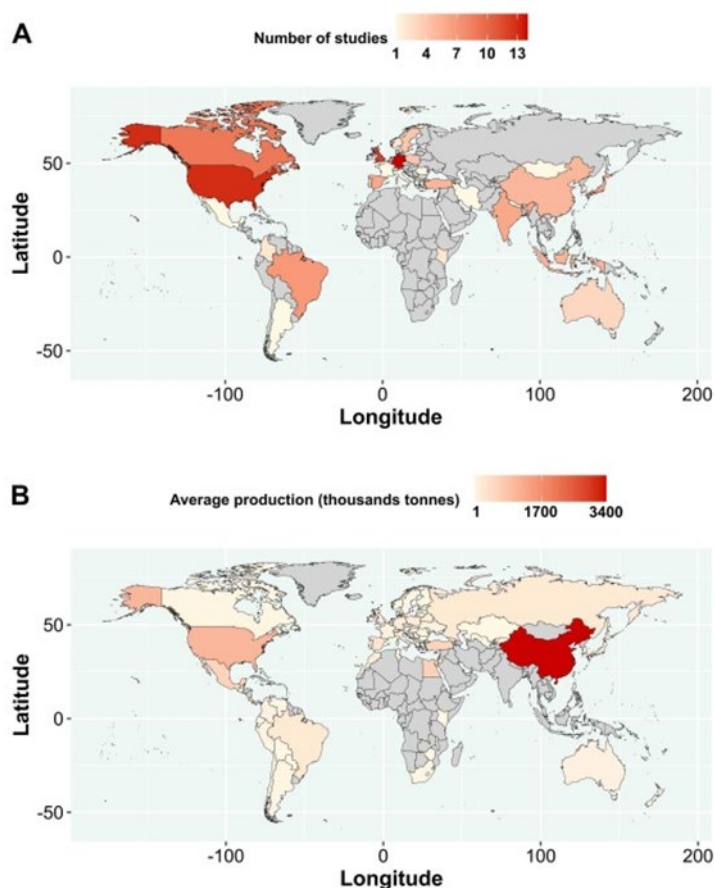 A
Number of studies
1 4 7 10 13
50
0
-50
Latitude
-100 0 100 200
Longitude
B
Average production (thousands tonnes)
1 1700 3400
50
0
-50
Latitude
-100 0 100 200
Longitude